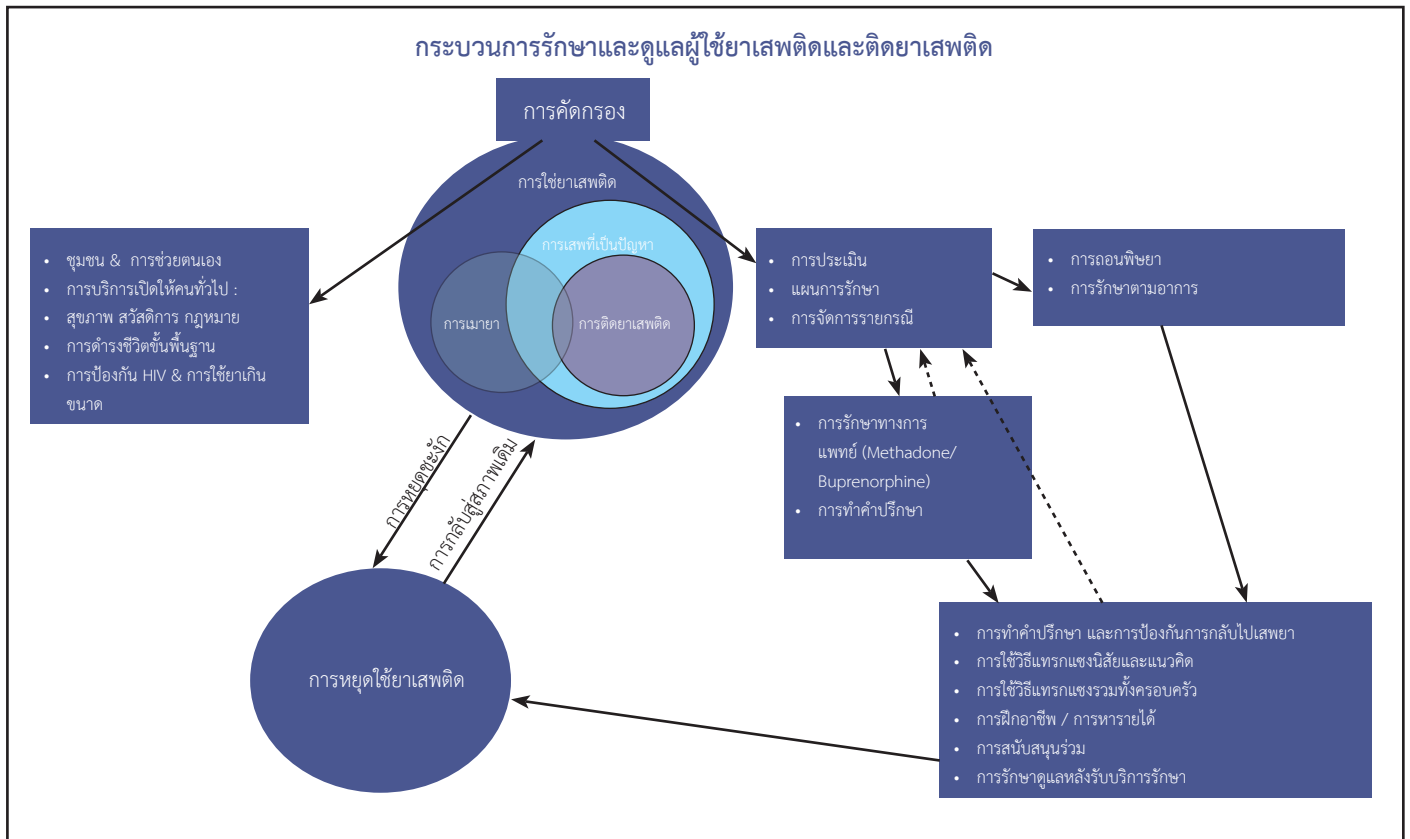 กระบวนการรักษาและดูแลผู้ใช้ยาเสพติดและติดยาเสพติด
การคัดกรอง
การใช่ยาเสพติด
การเสพที่เป็นปัญหา
การเมายา
การติดยาเสพติด
• ชุมชน & การช่วยตนเอง
• การบริการเปิดให้คนทั่วไป :
• สุขภาพ สวัสดิการ กฎหมาย
• การดำรงชีวิตขั้นพื้นฐาน
• การป้องกัน HIV & การใช้ยาเกิน
ขนาด
• การประเมิน
• แผนการรักษา
• การจัดการรายกรณี
• การถอนพิษยา
• การรักษาตามอาการ
• การรักษาทางการ
แพทย์ (Methadone/
Buprenorphine)
• การทำคำปรึกษา
การหยุดชะงัก
การกลับสู่สภาพเดิม
การหยุดใช้ยาเสพติด
• การทำคำปรึกษา และการป้องกันการกลับไปเสพยา
• การใช้วิธีแทรกแซงนิสัยและแนวคิด
• การใช้วิธีแทรกแซงรวมทั้งครอบครัว
• การฝึกอาชีพ / การหารายได้
• การสนับสนุนร่วม
• การรักษาดูแลหลังรับบริการรักษา